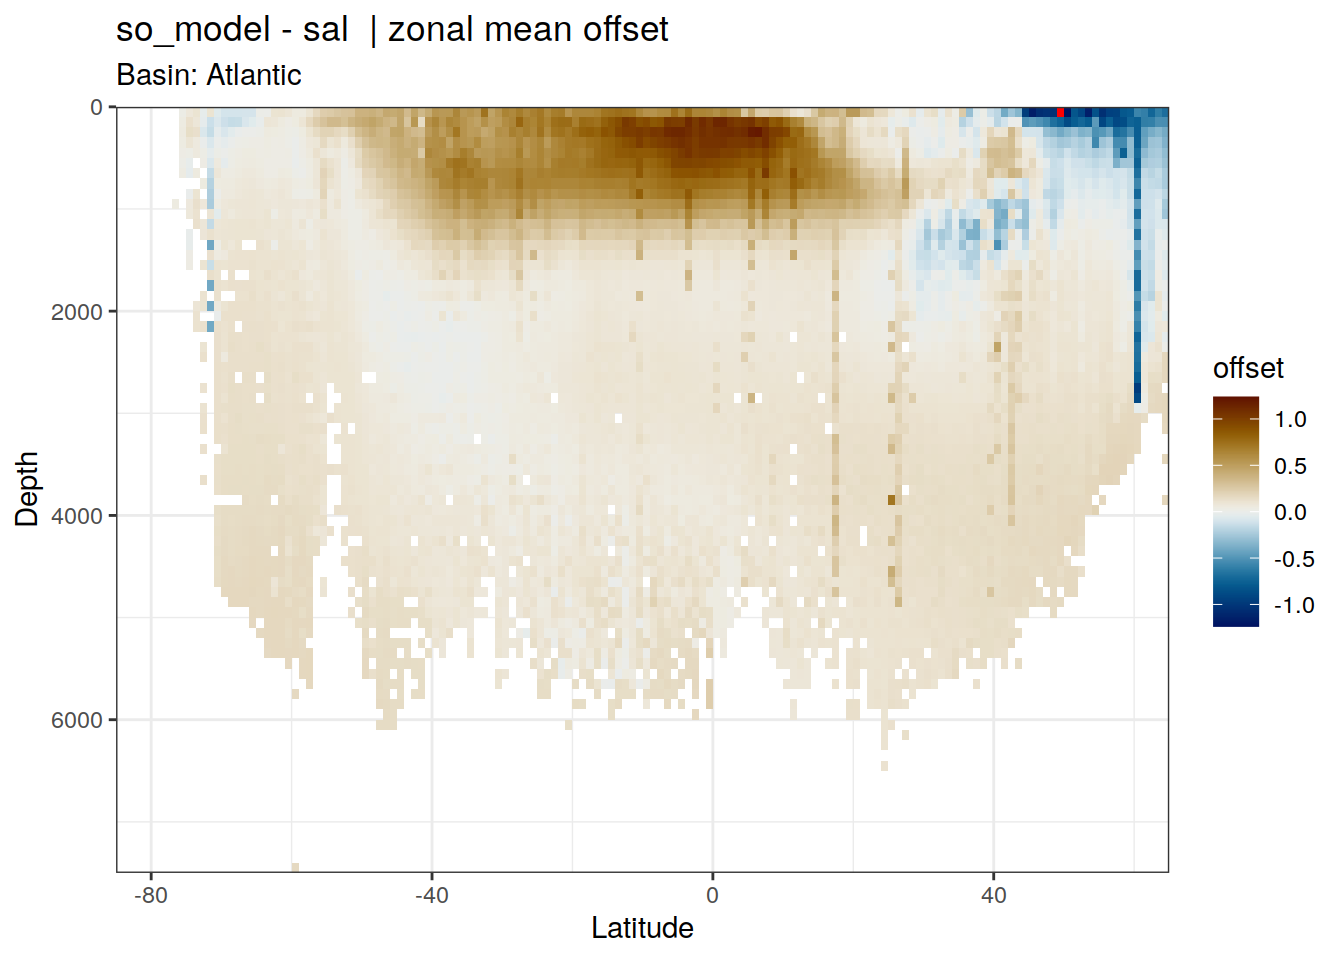 so_model - sal  | zonal mean offset
Basin: Atlantic
0
2000
4000
6000
Depth
-80
-40
0
40
Latitude
offset
1.0
0.5
0.0
-0.5
-1.0